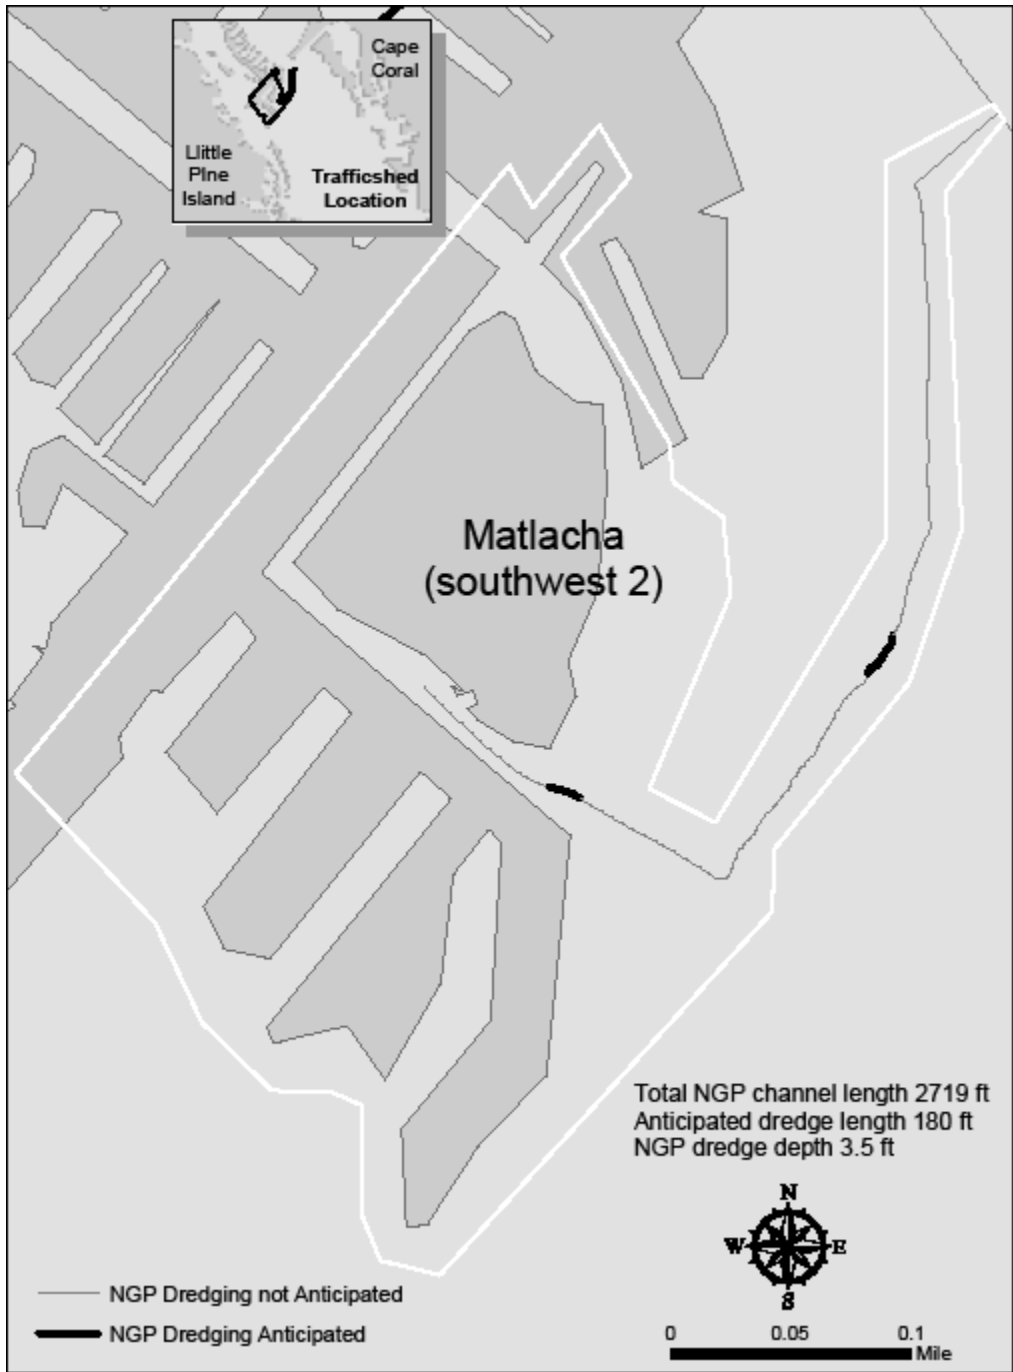 Cape
Coral
Llittle
PIne
Island
Trafficshed
Location
Matlacha
(southwest 2)
Total NGP channel length 2719 ft
Anticipated dredge length 180 ft
NGP dredge depth 3.5 ft
N
W E
S
NGP Dredging not Anticipated
NGP Dredging Anticipated
0 0.05 0.1
Mile